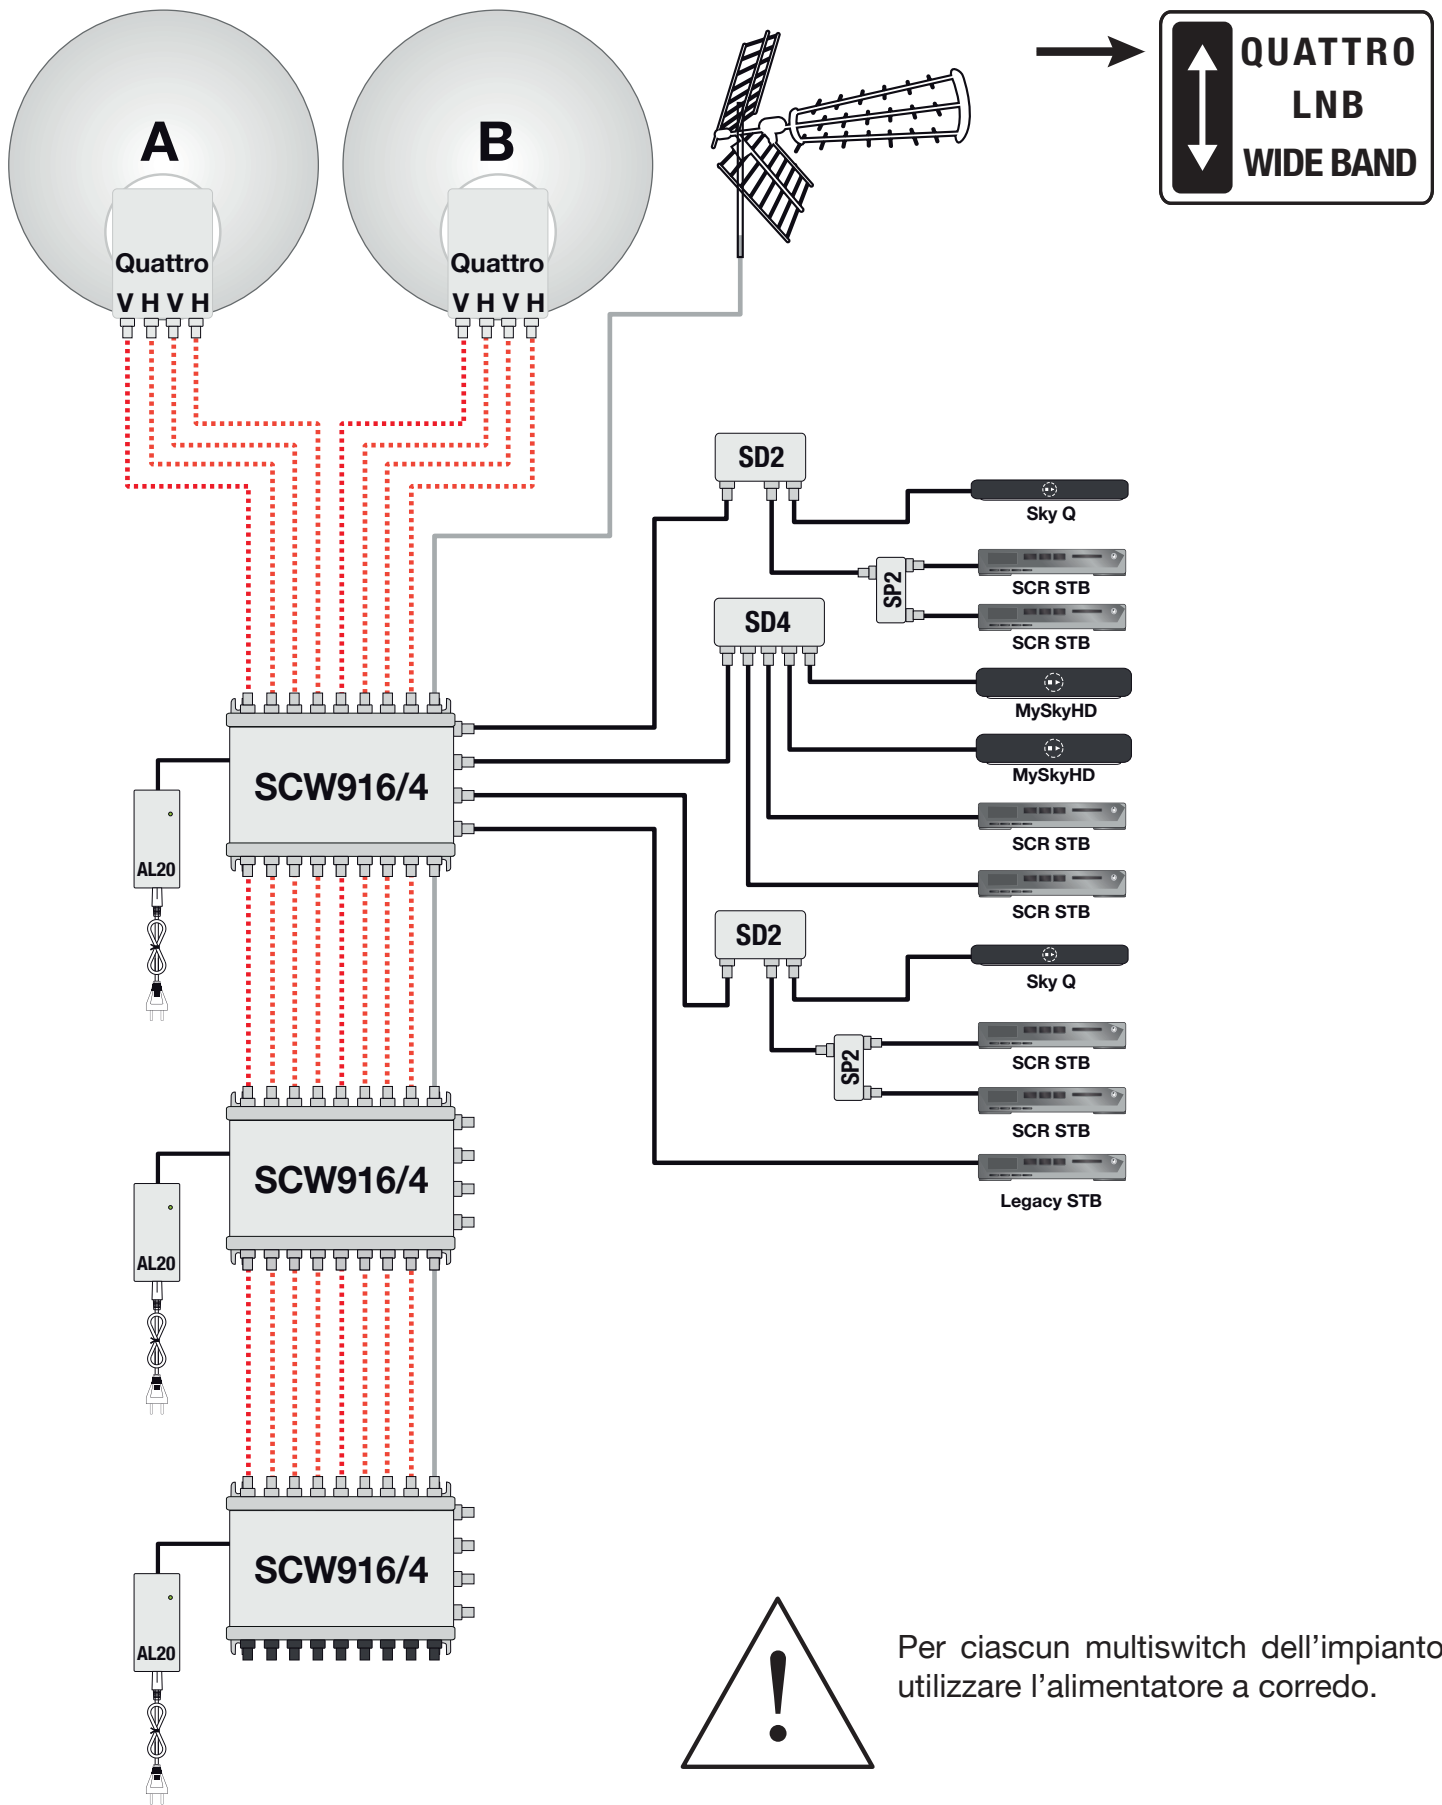 A
B
QUATTRO
LNB
WIDE BAND
Quattro
V H V H
Quattro
V H V H
SD2
Sky Q
SP2
SCR STB
SCR STB
SD4
MySkyHD
MySkyHD
SCR STB
SCR STB
SCW916/4
AL20
SD2
Sky Q
SP2
SCR STB
SCR STB
Legacy STB
SCW916/4
AL20
SCW916/4
AL20
!
Per ciascun multiswitch dell'impianto
utilizzare l'alimentatore a corredo.